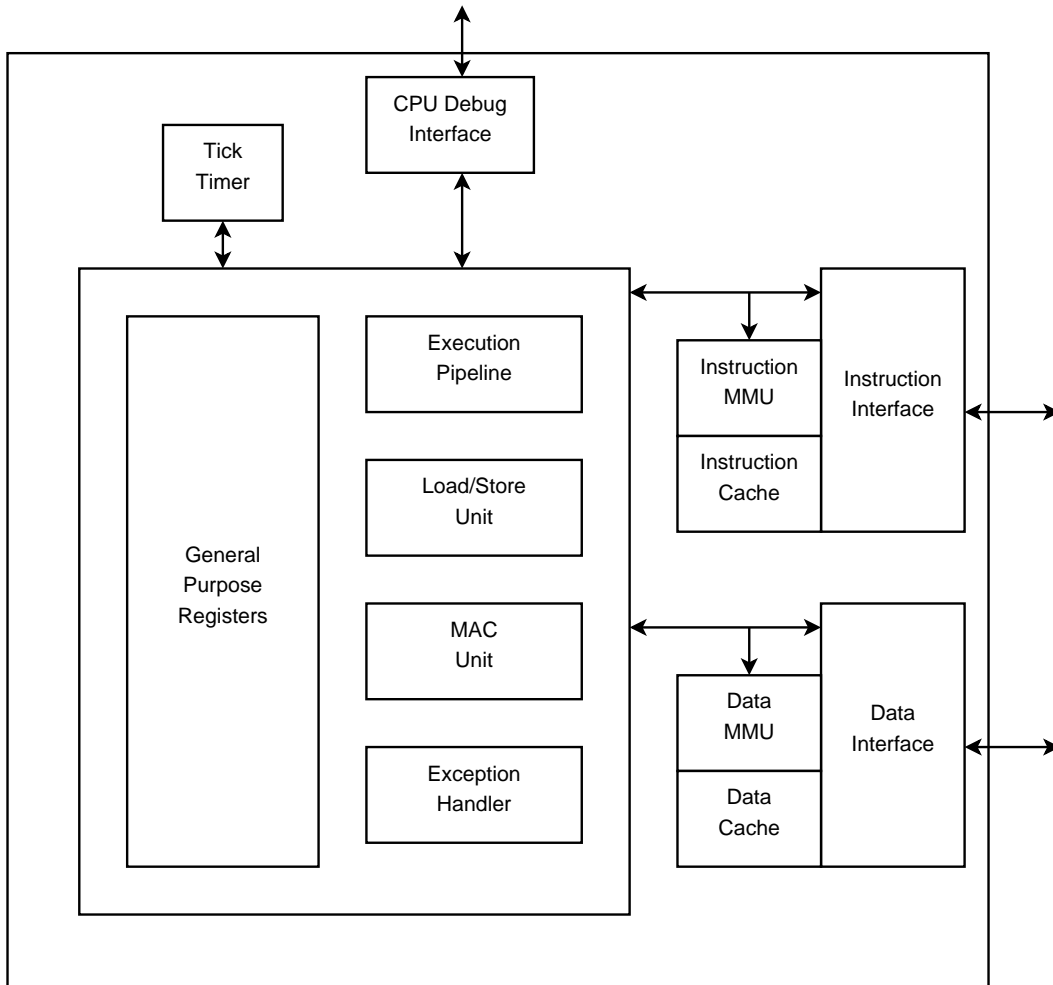 CPU Debug
Interface
Tick
Timer
General
Purpose
Registers
Execution
Pipeline
Load/Store
Unit
MAC
Unit
Exception
Handler
Instruction
MMU
Instruction
Cache
Instruction
Interface
Data
MMU
Data
Cache
Data
Interface